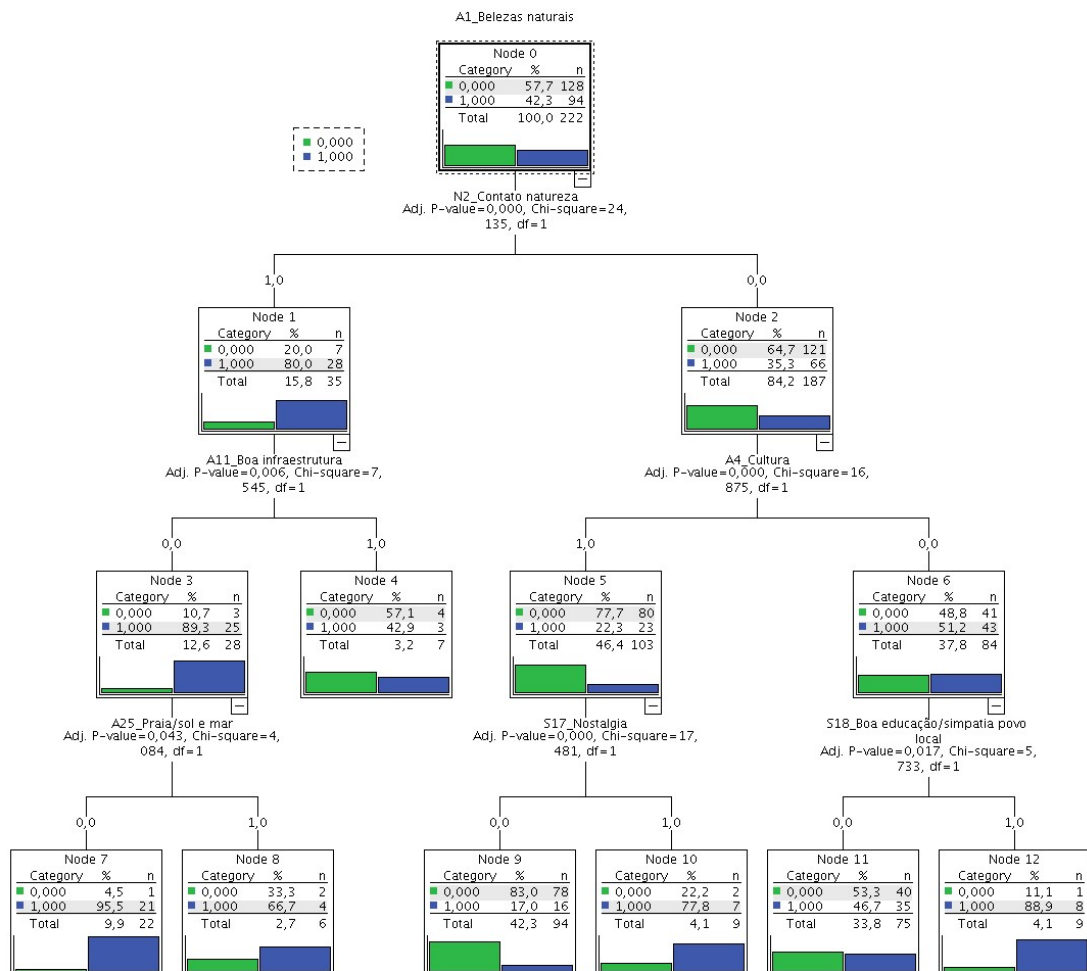 A1_Belezas naturais
Node 0
Category % n
0,000 57,7 128
1,000 42,3 94
Total 100,0 222
0,000
1,000
N2_Contato natureza
Adj. P-value=0,000, Chi-square=24,
135, df=1
1,0
0,0
Node 1
Category % n
0,000 20,0 7
1,000 80,0 28
Total 15,8 35
Node 2
Category % n
0,000 64,7 121
1,000 35,3 66
Total 84,2 187
A11_Boa infraestrutura
Adj. P-value=0,006, Chi-square=7,
545, df=1
A4_Cultura
Adj. P-value=0,000, Chi-square=16,
875, df=1
0,0
1,0
1,0
0,0
Node 3
Category % n
0,000 10,7 3
1,000 89,3 25
Total 12,6 28
Node 4
Category % n
0,000 57,1 4
1,000 42,9 3
Total 3,2 7
Node 5
Category % n
0,000 77,7 80
1,000 22,3 23
Total 46,4 103
Node 6
Category % n
0,000 48,8 41
1,000 51,2 43
Total 37,8 84
A25_Praia/sol e mar
Adj. P-value=0,043, Chi-square=4,
084, df=1
S17_Nostalgia
Adj. P-value=0,000, Chi-square=17,
481, df=1
S18_Boa educação/simpatia povo
local
Adj. P-value=0,017, Chi-square=5,
733, df=1
0,0
1,0
0,0
1,0
0,0
1,0
Node 7
Category % n
0,000 4,5 1
1,000 95,5 21
Total 9,9 22
Node 8
Category % n
0,000 33,3 2
1,000 66,7 4
Total 2,7 6
Node 9
Category % n
0,000 83,0 78
1,000 17,0 16
Total 42,3 94
Node 10
Category % n
0,000 22,2 2
1,000 77,8 7
Total 4,1 9
Node 11
Category % n
0,000 53,3 40
1,000 46,7 35
Total 33,8 75
Node 12
Category % n
0,000 11,1 1
1,000 88,9 8
Total 4,1 9